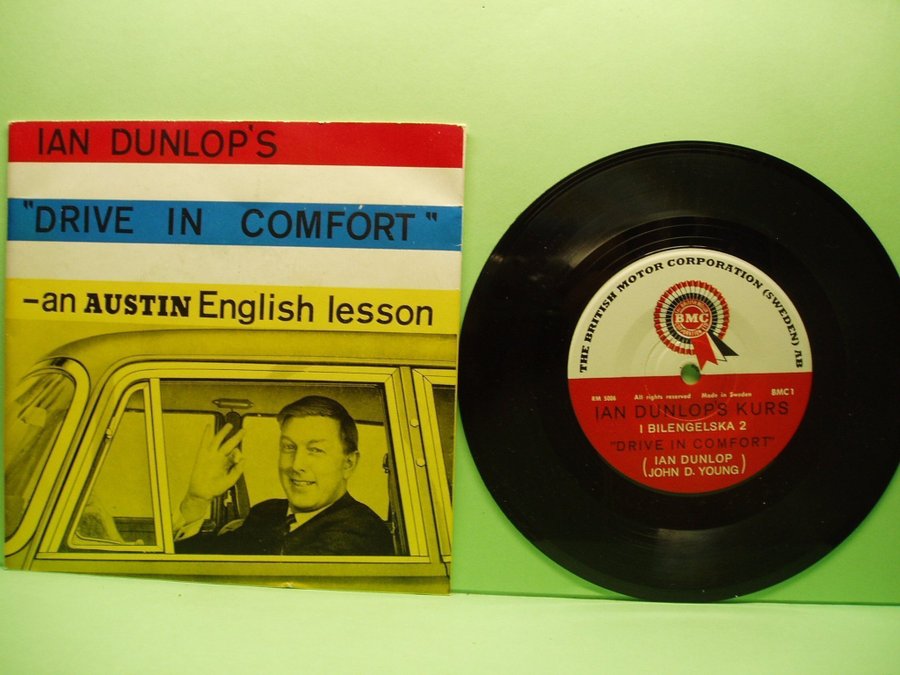 IAN DUNLOP'S
"DRIVE IN COMFORT"
–an AUSTIN English lesson
THE BRITISH MOTOR CORPORATION (SWEDEN) AB
BMC
RM 5006 All rights reserved Made in Sweden BMC 1
IAN DUNLOP'S KURS
I BILENGELSKA 2
"DRIVE IN COMFORT"
(IAN DUNLOP
JOHN D. YOUNG)